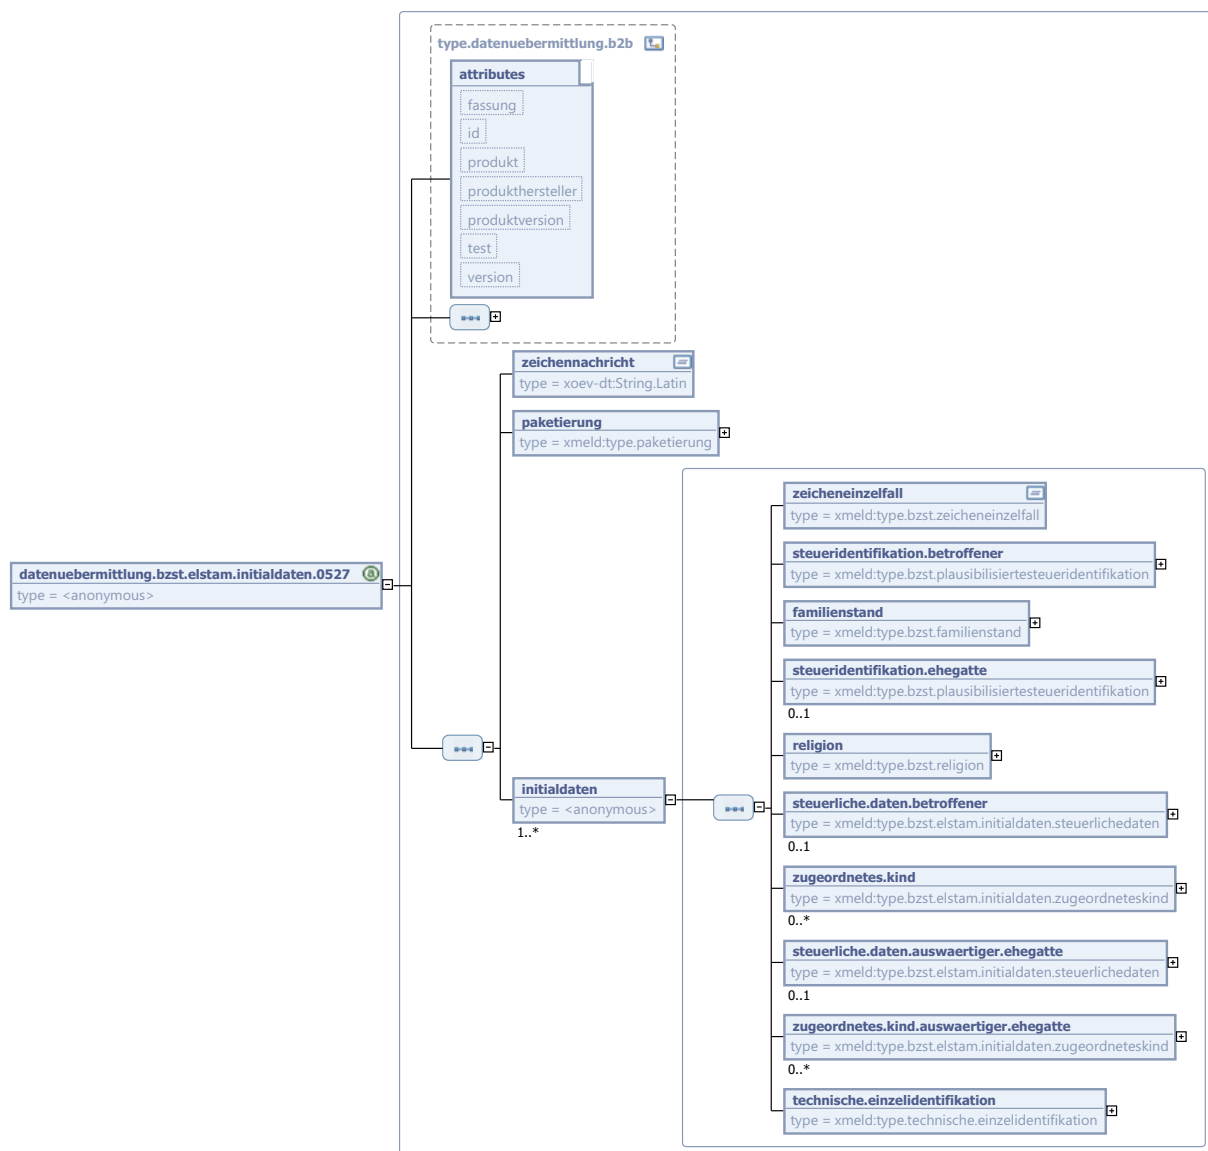 type.datenuebermittlung.b2b
attributes
fassung
id
produkt
produkthersteller
produktversion
test
version
zeichennachricht
type = xoev-dt:String.Latin
paketierung
type = xmeld:type.paketierung
zeicheneinzelfall
type = xmeld:type.bzst.zeicheneinzelfall
steueridentifikation.betroffener
type = xmeld:type.bzst.plausibilisiertesteueridentifikation
datenuebermittlung.bzst.elstam.initialdaten.0527
type = <anonymous>
familienstand
type = xmeld:type.bzst.familienstand
steueridentifikation.ehegatte
type = xmeld:type.bzst.plausibilisiertesteueridentifikation
0..1
religion
type = xmeld:type.bzst.religion
initialdaten
type = <anonymous>
1..*
steuerliche.daten.betroffener
type = xmeld:type.bzst.elstam.initialdaten.steuerlichedaten
0..1
zugeordnetes.kind
type = xmeld:type.bzst.elstam.initialdaten.zugeordneteskind
0..*
steuerliche.daten.auswaertiger.ehegatte
type = xmeld:type.bzst.elstam.initialdaten.steuerlichedaten
0..1
zugeordnetes.kind.auswaertiger.ehegatte
type = xmeld:type.bzst.elstam.initialdaten.zugeordneteskind
0..*
technische.einzelidentifikation
type = xmeld:type.technische.einzelidentifikation